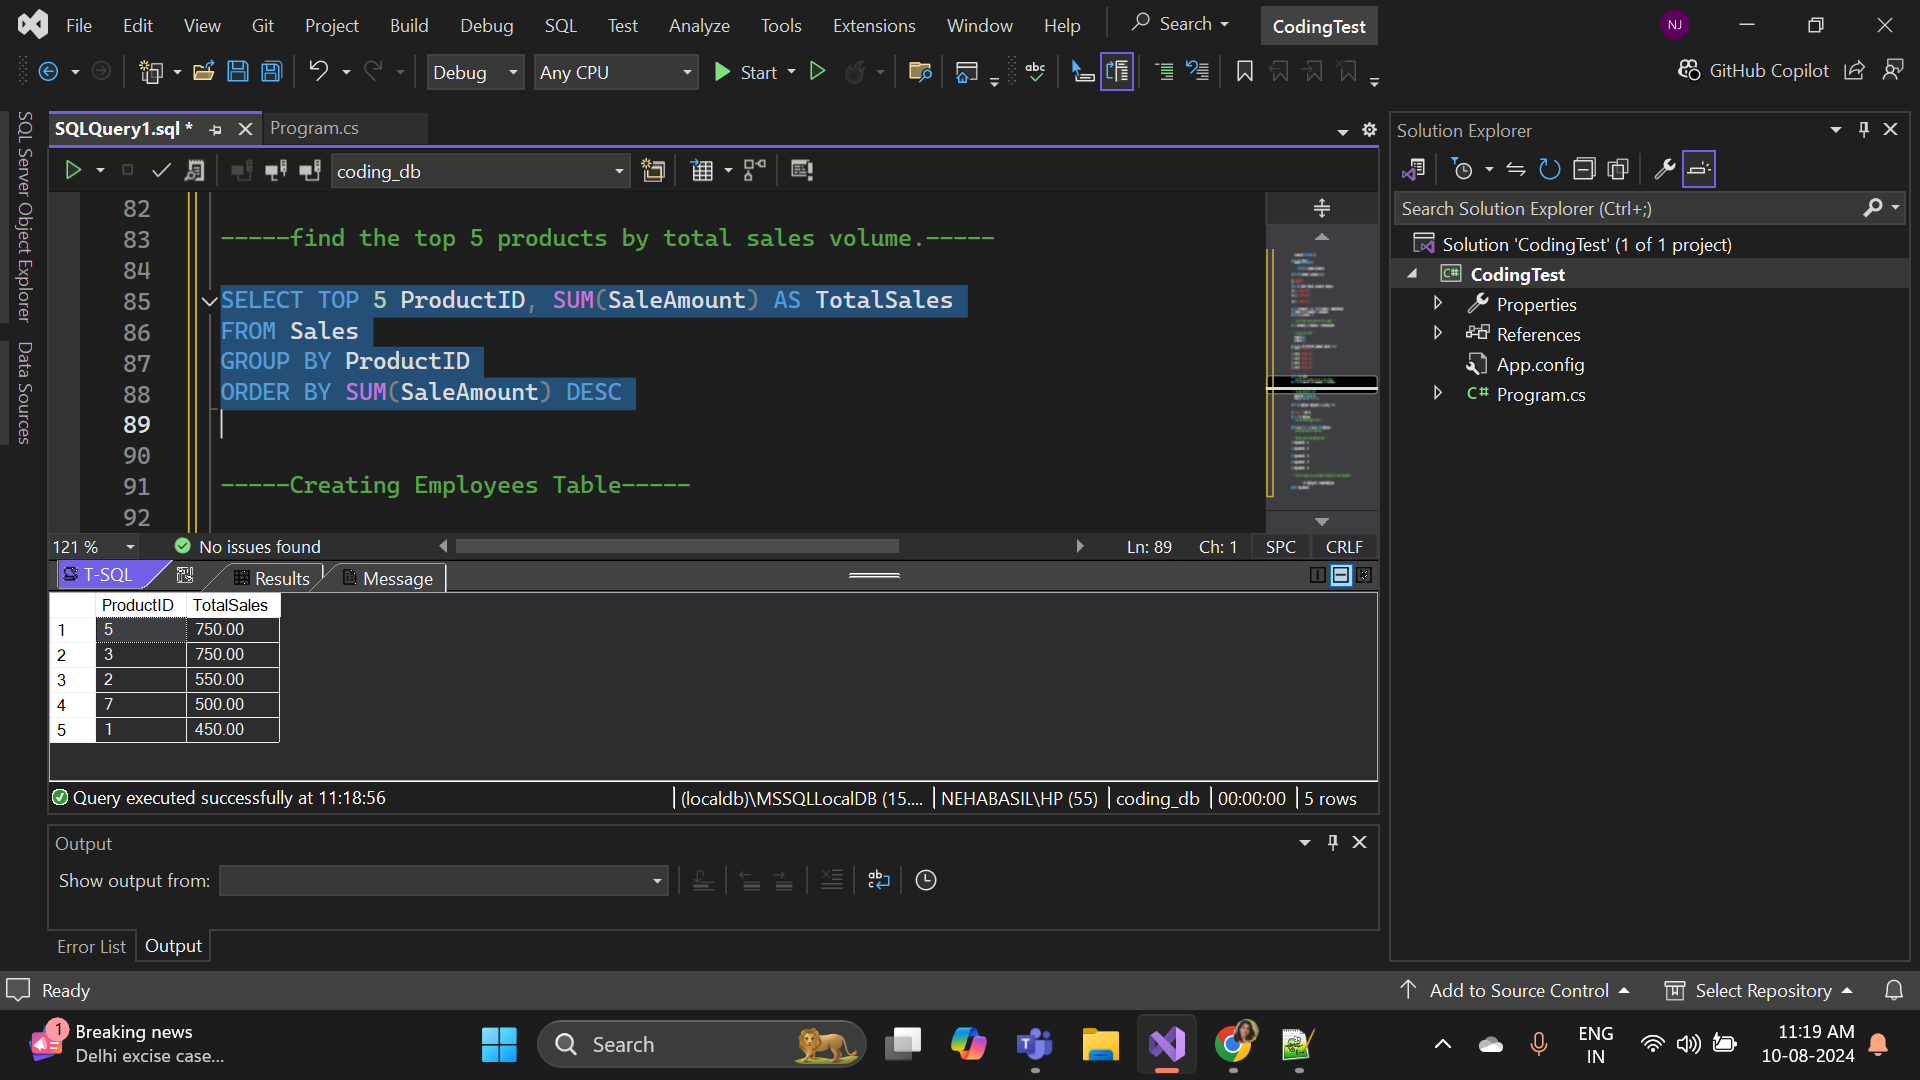 File Edit View Git Project Build Debug SQL Test Analyze Tools Extensions Window Help Search CodingTest NJ
Debug Any CPU Start abc GitHub Copilot
SQL Server Object Explorer
Data Sources
SQLQuery1.sql * Program.cs
coding_db
82
83 -----find the top 5 products by total sales volume.-----
84
85 SELECT TOP 5 ProductID, SUM(SaleAmount) AS TotalSales
86 FROM Sales
87 GROUP BY ProductID
88 ORDER BY SUM(SaleAmount) DESC
89
90
91 -----Creating Employees Table-----
92
121 % No issues found Ln: 89 Ch: 1 SPC CRLF
T-SQL Results Message
ProductID TotalSales
1 5 750.00
2 3 750.00
3 2 550.00
4 7 500.00
5 1 450.00
Query executed successfully at 11:18:56 (localdb)\MSSQLLocalDB (15.... NEHABASIL\HP (55) coding_db 00:00:00 5 rows
Output
Show output from:
Error List Output
Solution Explorer
Search Solution Explorer (Ctrl+;)
Solution 'CodingTest' (1 of 1 project)
C# CodingTest
Properties
References
App.config
C# Program.cs
Ready Add to Source Control Select Repository
1 Breaking news
Delhi excise case...
Search
ENG
IN
11:19 AM
10-08-2024